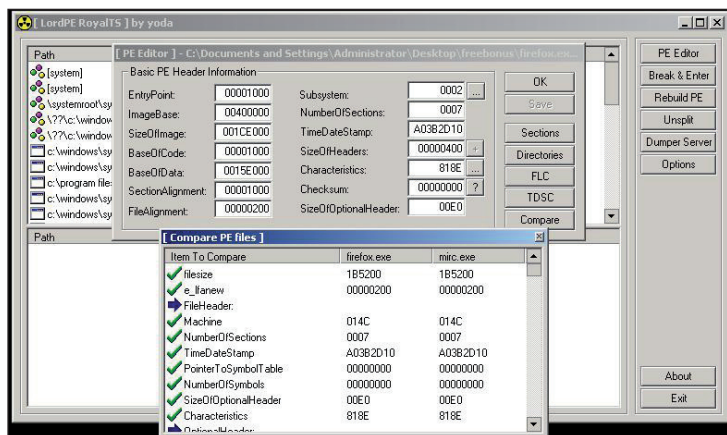 [ LordPE RoyalTS ] by yoda
Path
[system]
[system]
\systemroot\sy
\??\c:\window
\??\c:\window
c:\windows\sy
c:\windows\sy
c:\program file
c:\windows\sy
c:\windows\sy
Path
[ PE Editor ] - C:\Documents and Settings\Administrator\Desktop\freebonus\firefox.ex...
Basic PE Header Information
EntryPoint: 00001000
ImageBase: 00400000
SizeOfImage: 001CE000
BaseOfCode: 00001000
BaseOfData: 0015E000
SectionAlignment: 00001000
FileAlignment: 00000200
Subsystem: 0002 ...
NumberOfSections: 0007
TimeDateStamp: A03B2D10
SizeOfHeaders: 00000400 +
Characteristics: 818E ...
Checksum: 00000000 ?
SizeOfOptionalHeader: 00E0
OK
Save
Sections
Directories
FLC
TDSC
Compare
[ Compare PE files ]
Item To Compare firefox.exe mirc.exe
filesize 1B5200 1B5200
e_lfanew 00000200 00000200
FileHeader:
Machine 014C 014C
NumberOfSections 0007 0007
TimeDateStamp A03B2D10 A03B2D10
PointerToSymbolTable 00000000 00000000
NumberOfSymbols 00000000 00000000
SizeOfOptionalHeader 00E0 00E0
Characteristics 818E 818E
OptionalHeader:
PE Editor
Break & Enter
Rebuild PE
Unsplit
Dumper Server
Options
About
Exit